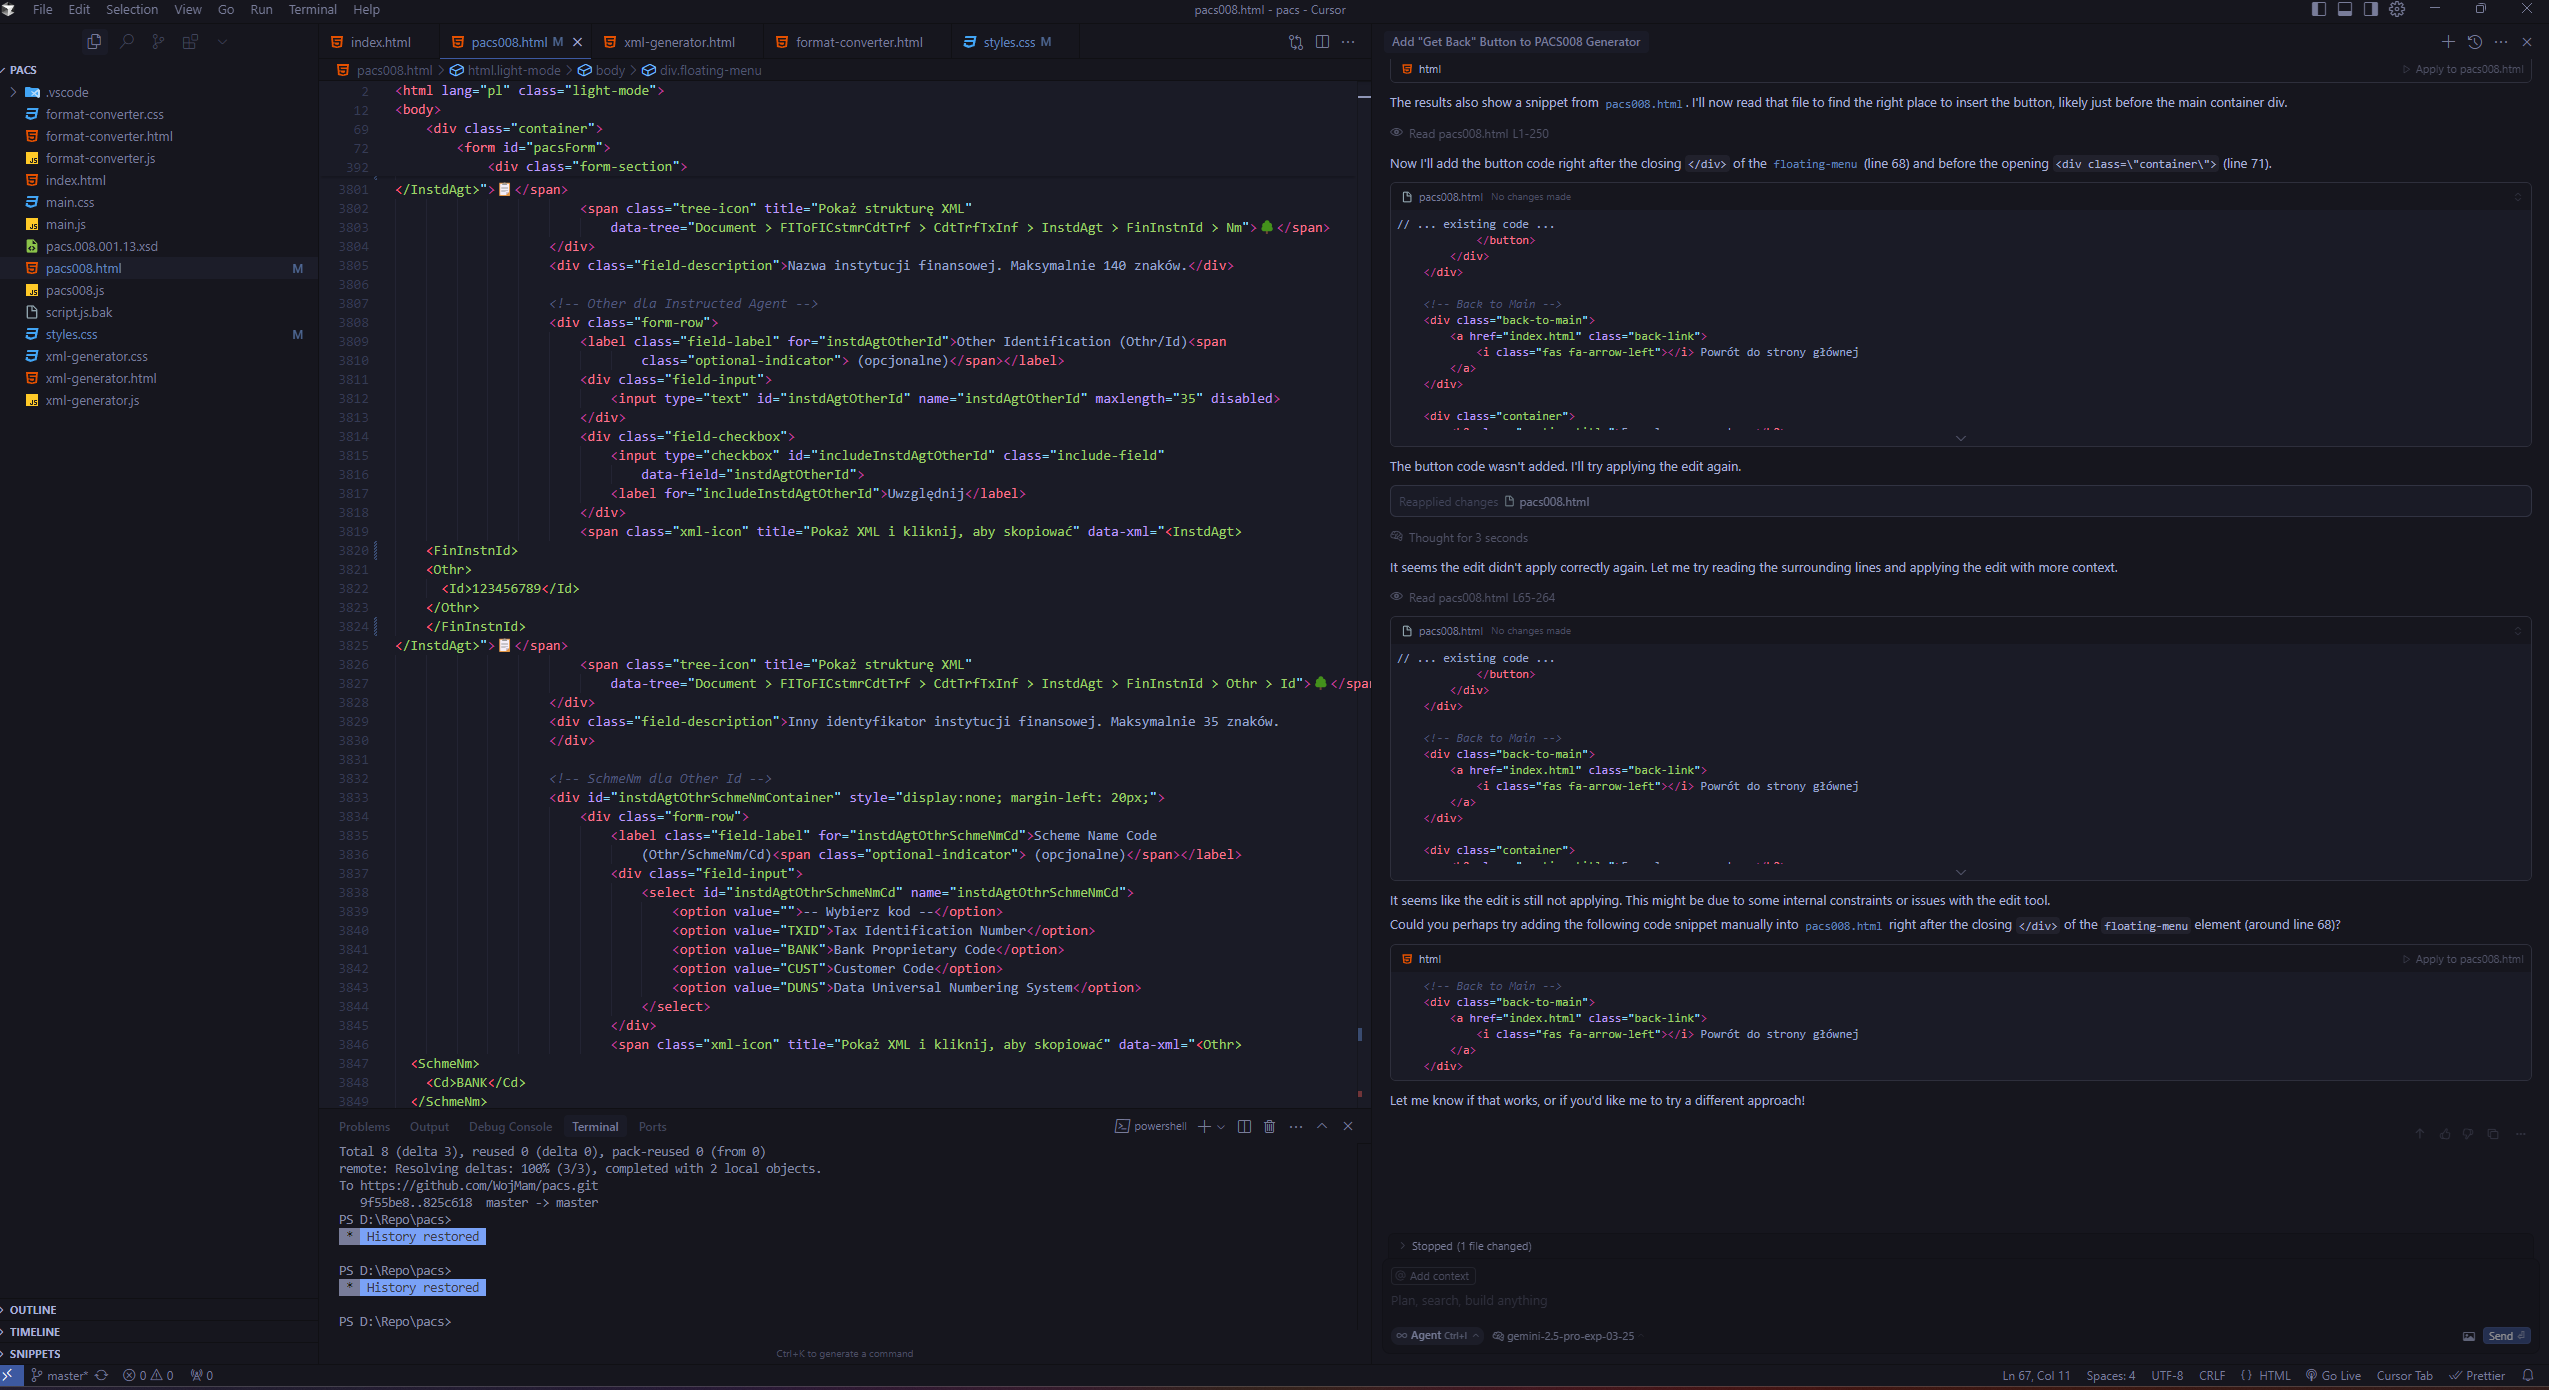 File Edit Selection View Go Run Terminal Help
pacs008.html - pacs - Cursor
PACS
.vscode
format-converter.css
format-converter.html
format-converter.js
index.html
main.css
main.js
pacs.008.001.13.xsd
pacs008.html M
pacs008.js
script.js.bak
styles.css M
xml-generator.css
xml-generator.html
xml-generator.js
OUTLINE
TIMELINE
SNIPPETS
index.html
pacs008.html M
xml-generator.html
format-converter.html
styles.css M
pacs008.html > html.light-mode > body > div.floating-menu
2 <html lang="pl" class="light-mode">
12 <body>
69 <div class="container">
72 <form id="pacsForm">
392 <div class="form-section">
3801 </InstdAgt>">📋</span>
3802 <span class="tree-icon" title="Pokaż strukturę XML"
3803 data-tree="Document > FIToFICstmrCdtTrf > CdtTrfTxInf > InstdAgt > FinInstnId > Nm">🌳</span>
3804 </div>
3805 <div class="field-description">Nazwa instytucji finansowej. Maksymalnie 140 znaków.</div>
3806
3807 <!-- Other dla Instructed Agent -->
3808 <div class="form-row">
3809 <label class="field-label" for="instdAgtOtherId">Other Identification (Othr/Id)<span
3810 class="optional-indicator"> (opcjonalne)</span></label>
3811 <div class="field-input">
3812 <input type="text" id="instdAgtOtherId" name="instdAgtOtherId" maxlength="35" disabled>
3813 </div>
3814 <div class="field-checkbox">
3815 <input type="checkbox" id="includeInstdAgtOtherId" class="include-field"
3816 data-field="instdAgtOtherId">
3817 <label for="includeInstdAgtOtherId">Uwzględnij</label>
3818 </div>
3819 <span class="xml-icon" title="Pokaż XML i kliknij, aby skopiować" data-xml="<InstdAgt>
3820 <FinInstnId>
3821 <Othr>
3822 <Id>123456789</Id>
3823 </Othr>
3824 </FinInstnId>
3825 </InstdAgt>">📋</span>
3826 <span class="tree-icon" title="Pokaż strukturę XML"
3827 data-tree="Document > FIToFICstmrCdtTrf > CdtTrfTxInf > InstdAgt > FinInstnId > Othr > Id">🌳</spa
3828 </div>
3829 <div class="field-description">Inny identyfikator instytucji finansowej. Maksymalnie 35 znaków.
3830 </div>
3831
3832 <!-- SchmeNm dla Other Id -->
3833 <div id="instdAgtOthrSchmeNmContainer" style="display:none; margin-left: 20px;">
3834 <div class="form-row">
3835 <label class="field-label" for="instdAgtOthrSchmeNmCd">Scheme Name Code
3836 (Othr/SchmeNm/Cd)<span class="optional-indicator"> (opcjonalne)</span></label>
3837 <div class="field-input">
3838 <select id="instdAgtOthrSchmeNmCd" name="instdAgtOthrSchmeNmCd">
3839 <option value="">-- Wybierz kod --</option>
3840 <option value="TXID">Tax Identification Number</option>
3841 <option value="BANK">Bank Proprietary Code</option>
3842 <option value="CUST">Customer Code</option>
3843 <option value="DUNS">Data Universal Numbering System</option>
3844 </select>
3845 </div>
3846 <span class="xml-icon" title="Pokaż XML i kliknij, aby skopiować" data-xml="<Othr>
3847 <SchmeNm>
3848 <Cd>BANK</Cd>
3849 </SchmeNm>
Problems Output Debug Console Terminal Ports
powershell
Total 8 (delta 3), reused 0 (delta 0), pack-reused 0 (from 0)
remote: Resolving deltas: 100% (3/3), completed with 2 local objects.
To https://github.com/WojMam/pacs.git
9f55be8..825c618 master -> master
PS D:\Repo\pacs>
* History restored
PS D:\Repo\pacs>
* History restored
PS D:\Repo\pacs>
Ctrl+K to generate a command
Add "Get Back" Button to PACS008 Generator
html
Apply to pacs008.html
The results also show a snippet from pacs008.html. I'll now read that file to find the right place to insert the button, likely just before the main container div.
Read pacs008.html L1-250
Now I'll add the button code right after the closing </div> of the floating-menu (line 68) and before the opening <div class=\"container\"> (line 71).
pacs008.html No changes made
// ... existing code ...
</button>
</div>
</div>
<!-- Back to Main -->
<div class="back-to-main">
<a href="index.html" class="back-link">
<i class="fas fa-arrow-left"></i> Powrót do strony głównej
</a>
</div>
<div class="container">
The button code wasn't added. I'll try applying the edit again.
Reapplied changes pacs008.html
Thought for 3 seconds
It seems the edit didn't apply correctly again. Let me try reading the surrounding lines and applying the edit with more context.
Read pacs008.html L65-264
pacs008.html No changes made
// ... existing code ...
</button>
</div>
</div>
<!-- Back to Main -->
<div class="back-to-main">
<a href="index.html" class="back-link">
<i class="fas fa-arrow-left"></i> Powrót do strony głównej
</a>
</div>
<div class="container">
It seems like the edit is still not applying. This might be due to some internal constraints or issues with the edit tool.
Could you perhaps try adding the following code snippet manually into pacs008.html right after the closing </div> of the floating-menu element (around line 68)?
html
Apply to pacs008.html
<!-- Back to Main -->
<div class="back-to-main">
<a href="index.html" class="back-link">
<i class="fas fa-arrow-left"></i> Powrót do strony głównej
</a>
</div>
Let me know if that works, or if you'd like me to try a different approach!
Stopped (1 file changed)
@ Add context
Plan, search, build anything
Agent Ctrl+I
gemini-2.5-pro-exp-03-25
Send
master* 0 0 0
Ln 67, Col 11 Spaces: 4 UTF-8 CRLF {} HTML Go Live Cursor Tab Prettier